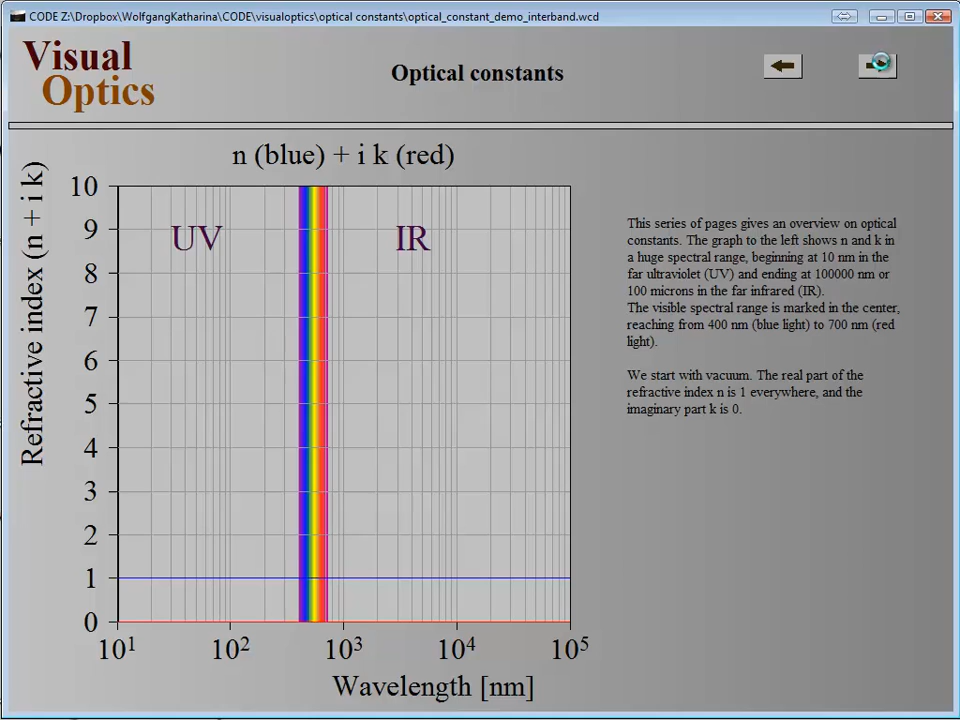 CODE Z:\Dropbox\WolfgangKatharina\CODE\visualoptics\optical constants\optical_constant_demo_interband.wcd
Visual
Optics
Optical constants
n (blue) + i k (red)
Refractive index (n + i k)
10
9
8
7
6
5
4
3
2
1
0
UV
IR
10¹
10²
10³
10⁴
10⁵
Wavelength [nm]
This series of pages gives an overview on optical
constants. The graph to the left shows n and k in
a huge spectral range, beginning at 10 nm in the
far ultraviolet (UV) and ending at 100000 nm or
100 microns in the far infrared (IR).
The visible spectral range is marked in the center,
reaching from 400 nm (blue light) to 700 nm (red
light).
We start with vacuum. The real part of the
refractive index n is 1 everywhere, and the
imaginary part k is 0.